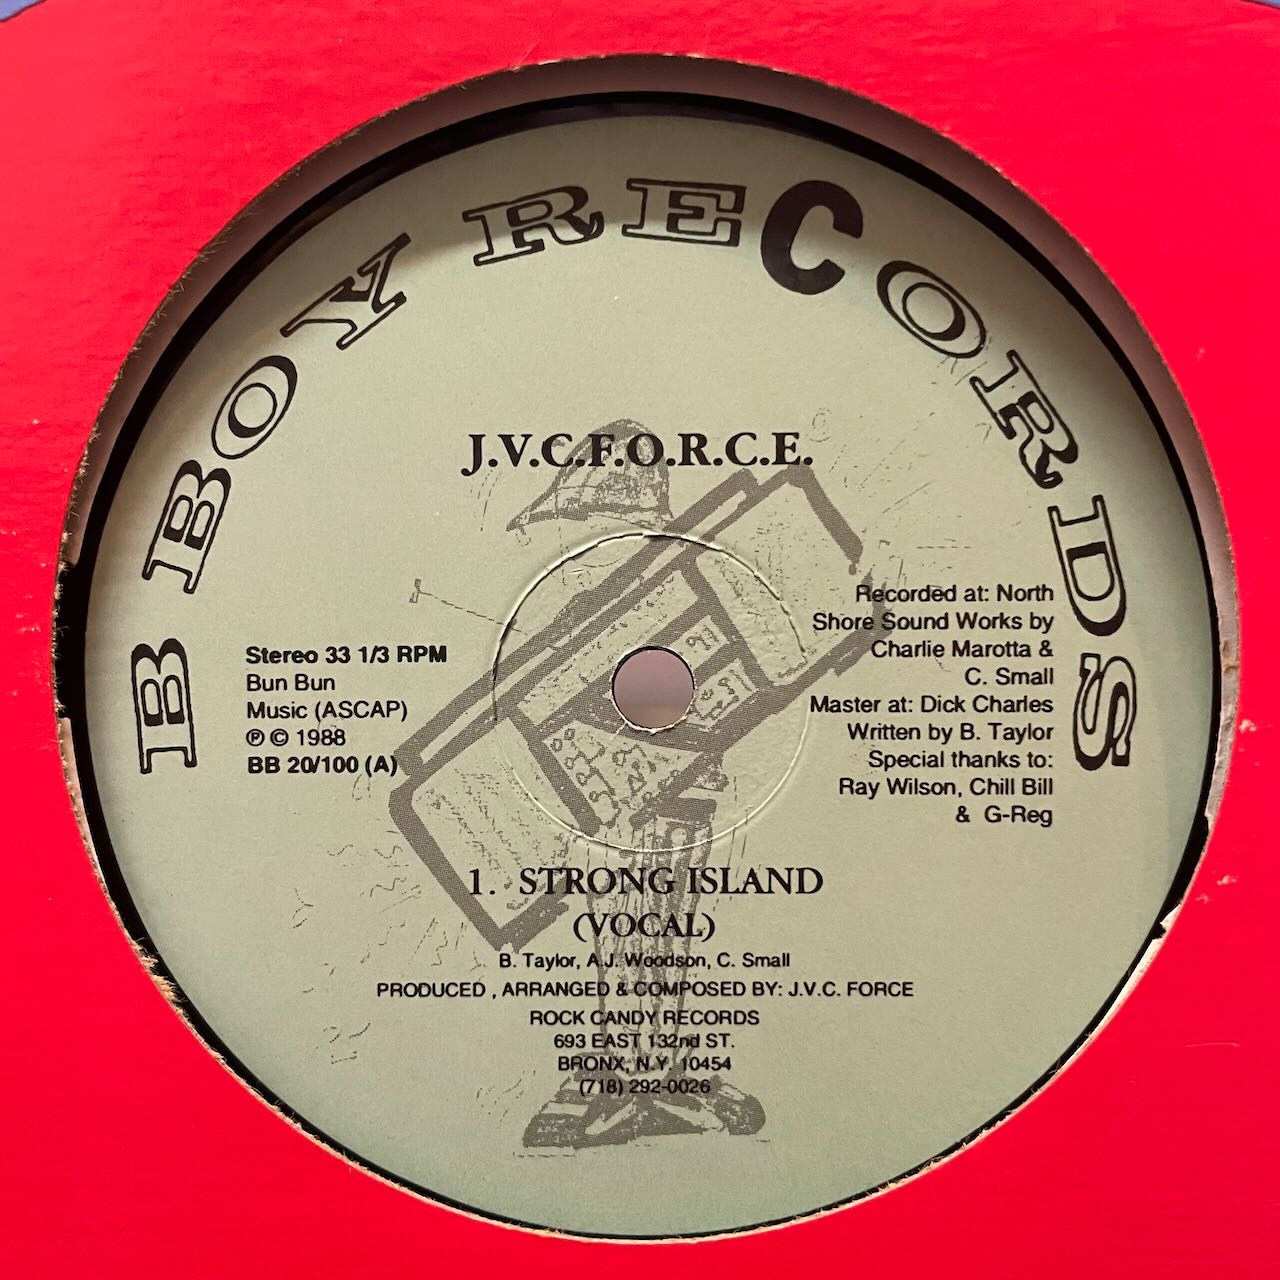 B BOY RECORDS
J.V.C.F.O.R.C.E.
Stereo 33 1/3 RPM
Bun Bun
Music (ASCAP)
℗ © 1988
BB 20/100 (A)
Recorded at: North
Shore Sound Works by
Charlie Marotta &
C. Small
Master at: Dick Charles
Written by B. Taylor
Special thanks to:
Ray Wilson, Chill Bill
& G-Reg
1. STRONG ISLAND
(VOCAL)
B. Taylor, A.J. Woodson, C. Small
PRODUCED , ARRANGED & COMPOSED BY: J.V.C. FORCE
ROCK CANDY RECORDS
693 EAST 132nd ST.
BRONX, N.Y. 10454
(718) 292-0026